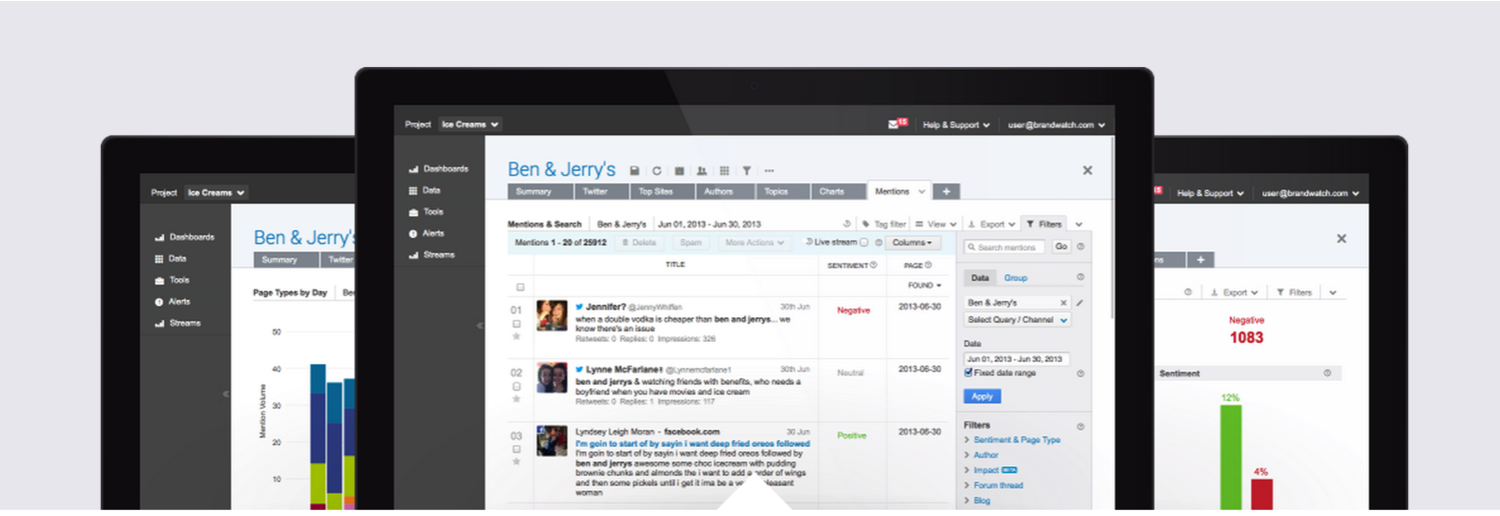 Project Ice Creams
15 Help & Support user@brandwatch.com
Dashboards
Data
Tools
Alerts
Streams
Ben & Jerry's
Summary Twitter Top Sites Authors Topics Charts Mentions +
Mentions & Search Ben & Jerry's Jun 01, 2013 - Jun 30, 2013
Tag filter View Export Filters
Mentions 1 - 20 of 25912 Delete Spam More Actions Live stream Columns
TITLE SENTIMENT PAGE
FOUND
01 Jennifer? @JennyWhiffen 30th Jun Negative 2013-06-30
when a double vodka is cheaper than ben and jerrys... we
know there's an issue
Retweets: 0 Replies: 0 Impressions: 326
02 Lynne McFarlane @Lynnemcfarlane1 30th Jun Neutral 2013-06-30
ben and jerrys & watching friends with benefits, who needs a
boyfriend when you have movies and ice cream
Retweets: 0 Replies: 1 Impressions: 117
03 Lyndsey Leigh Moran - facebook.com 30 Jun Positive 2013-06-30
I'm goin to start of by sayin i want deep fried oreos followed
I'm goin to start of by sayin i want deep fried oreos followed by
ben and jerrys awesome some choc icecream with pudding
brownie chunks and almonds the i want to add a order of wings
and then some pickels until i get it ima be a
woman
Search mentions Go
Data Group
Ben & Jerry's
Select Query / Channel
Date
Jun 01, 2013 - Jun 30, 2013
Fixed date range
Apply
Filters
Sentiment & Page Type
Author
Impact BETA
Forum thread
Blog
Project Ice Creams
Dashboards
Data
Tools
Alerts
Streams
Ben & Jerry's
Summary Twitter
Page Types by Day
Mention Volume
50
40
30
20
10
Help & Support user@brandwatch.com
+
Export Filters
Negative
1083
Sentiment
12%
4%